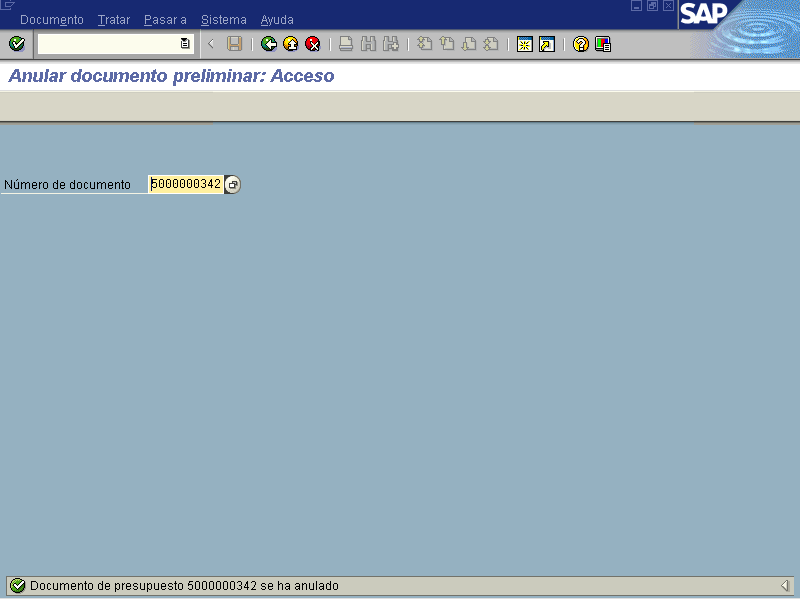 Documento Tratar Pasar a Sistema Ayuda
SAP
Anular documento preliminar: Acceso
Número de documento 5000000342
Documento de presupuesto 5000000342 se ha anulado